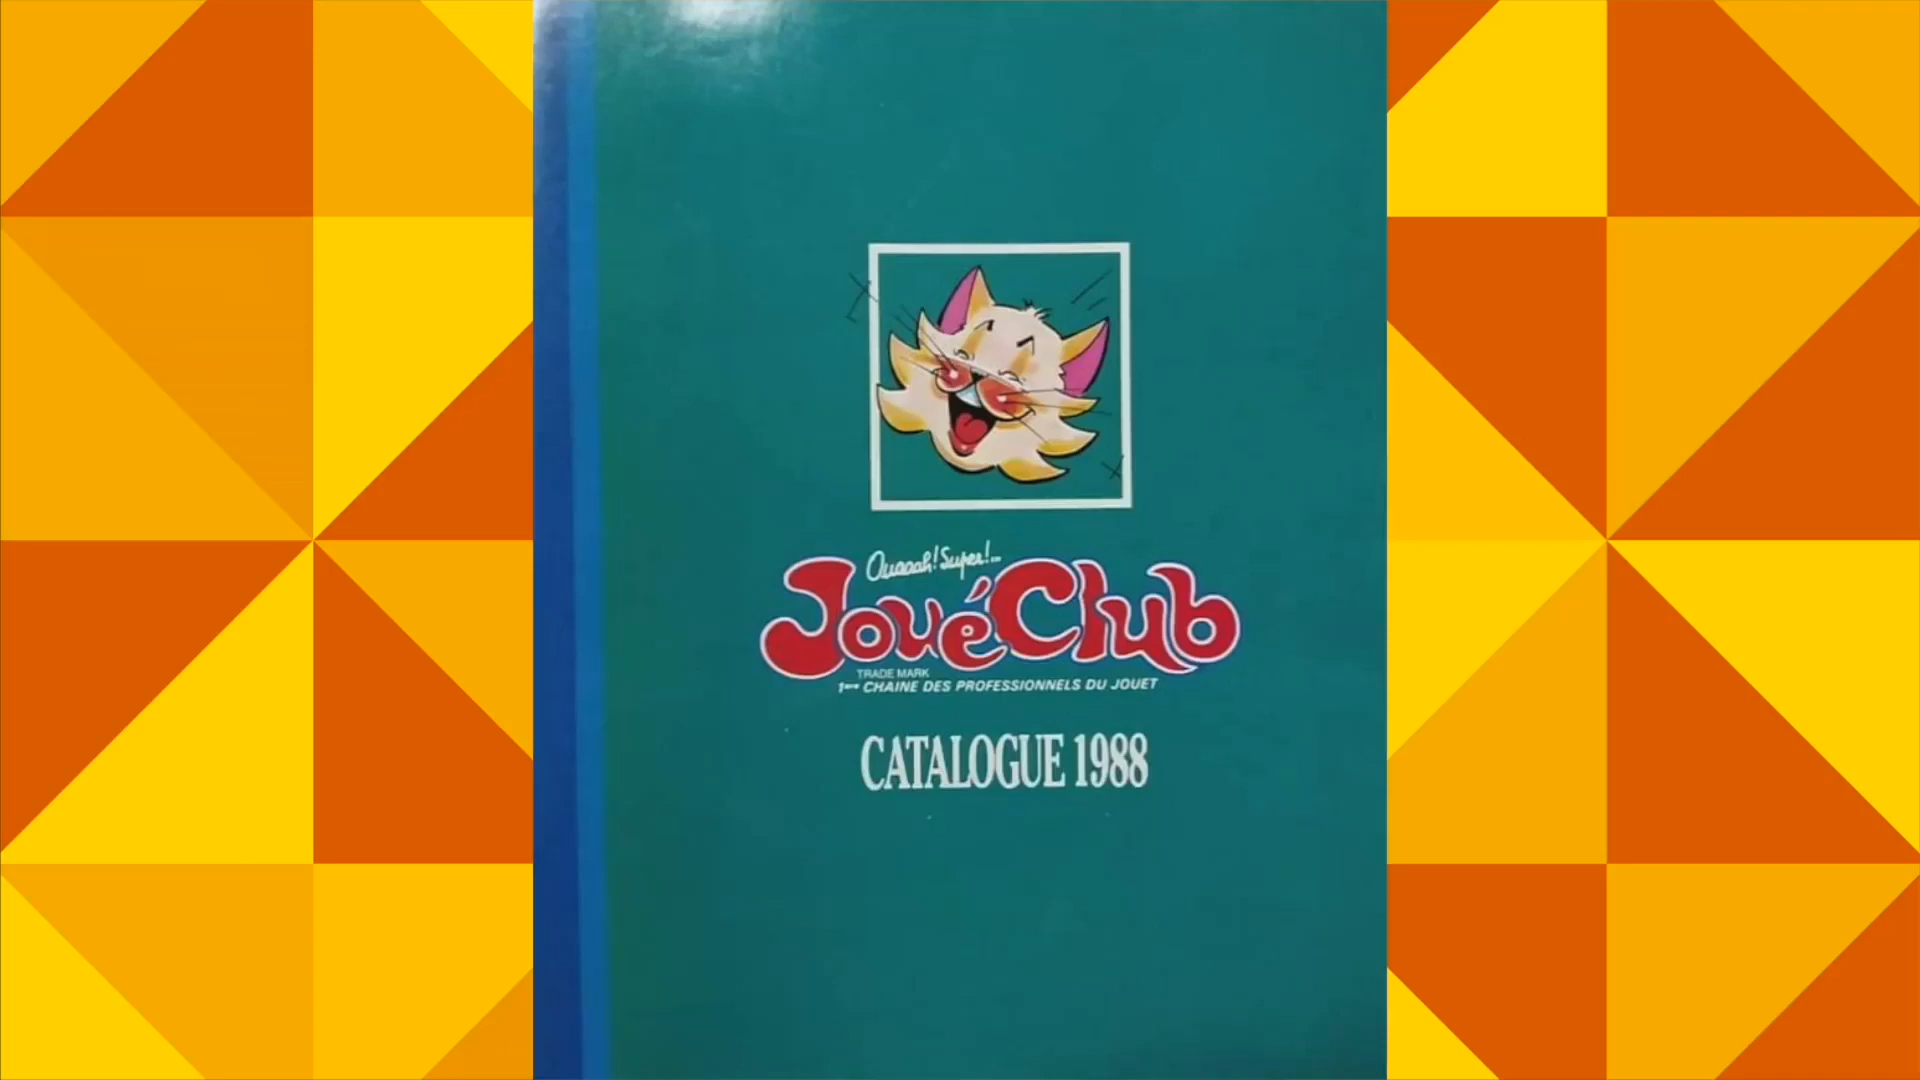 Ouaaah! Super!...
JouéClub
TRADE MARK
1ère CHAINE DES PROFESSIONNELS DU JOUET
CATALOGUE 1988